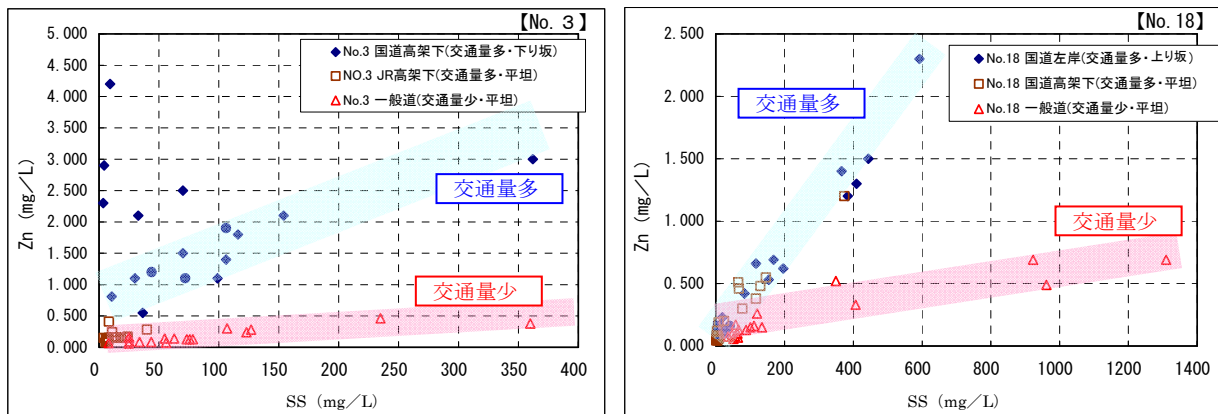 【No. 3】
5.000
4.500
4.000
3.500
3.000
2.500
2.000
1.500
1.000
0.500
0.000
Zn (mg/L)
No.3 国道高架下(交通量多・下り坂)
NO.3 JR高架下(交通量多・平坦)
No.3 一般道(交通量少・平坦)
交通量多
交通量少
0 50 100 150 200 250 300 350 400
SS (mg/L)
【No. 18】
2.500
2.000
1.500
1.000
0.500
0.000
Zn (mg/L)
No.18 国道左岸(交通量多・上り坂)
No.18 国道高架下(交通量多・平坦)
No.18 一般道(交通量少・平坦)
交通量多
交通量少
0 200 400 600 800 1000 1200 1400
SS (mg/L)